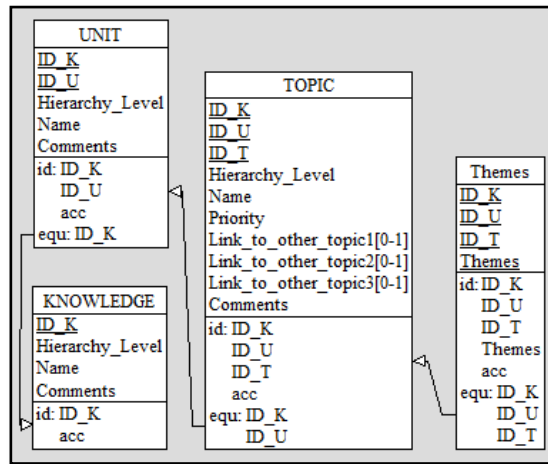 UNIT
ID_K
ID_U
Hierarchy_Level
Name
Comments
id: ID_K
ID_U
acc
equ: ID_K
KNOWLEDGE
ID_K
Hierarchy_Level
Name
Comments
id: ID_K
acc
TOPIC
ID_K
ID_U
ID_T
Hierarchy_Level
Name
Priority
Link_to_other_topic1[0-1]
Link_to_other_topic2[0-1]
Link_to_other_topic3[0-1]
Comments
id: ID_K
ID_U
ID_T
acc
equ: ID_K
ID_U
Themes
ID_K
ID_U
ID_T
Themes
id: ID_K
ID_U
ID_T
Themes
acc
equ: ID_K
ID_U
ID_T